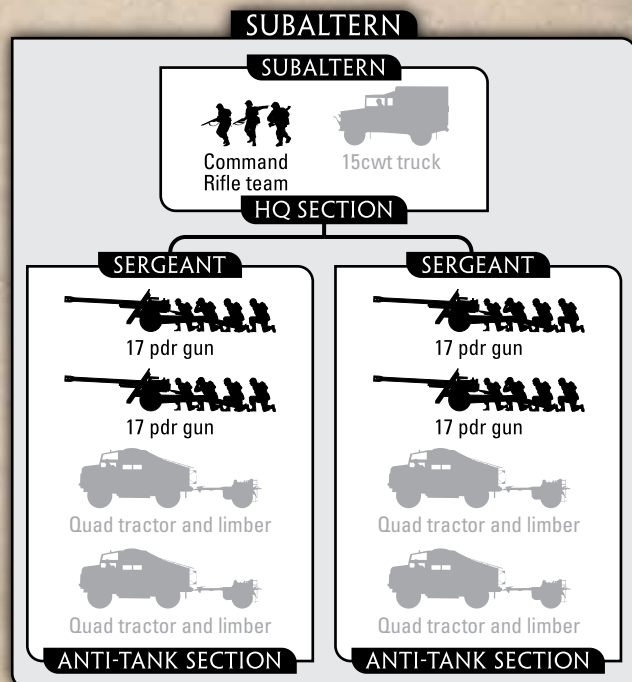 SUBALTERN
SUBALTERN
Command
Rifle team
15cwt truck
HQ SECTION
SERGEANT
17 pdr gun
17 pdr gun
Quad tractor and limber
Quad tractor and limber
ANTI-TANK SECTION
SERGEANT
17 pdr gun
17 pdr gun
Quad tractor and limber
Quad tractor and limber
ANTI-TANK SECTION